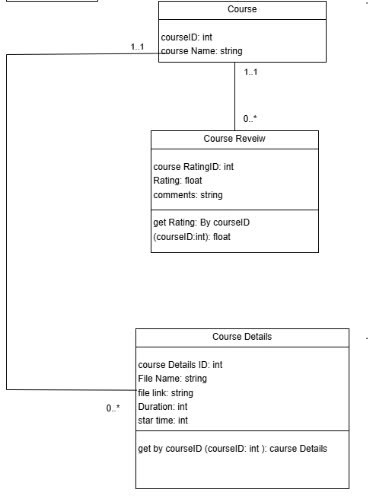 Course
courseID: int
course Name: string
1..1
1..1
0..*
Course Reveiw
course RatingID: int
Rating: float
comments: string
get Rating: By courseID
(courseID:int): float
Course Details
course Details ID: int
File Name: string
file link: string
Duration: int
star time: int
0..*
get by courseID (courseID: int ): caurse Details